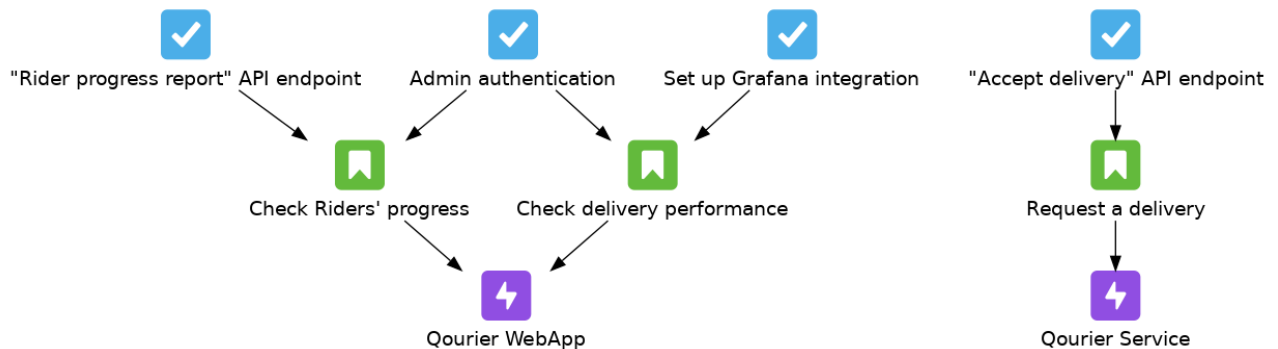 "Rider progress report" API endpoint
Admin authentication
Set up Grafana integration
"Accept delivery" API endpoint
Check Riders' progress
Check delivery performance
Request a delivery
Qourier WebApp
Qourier Service